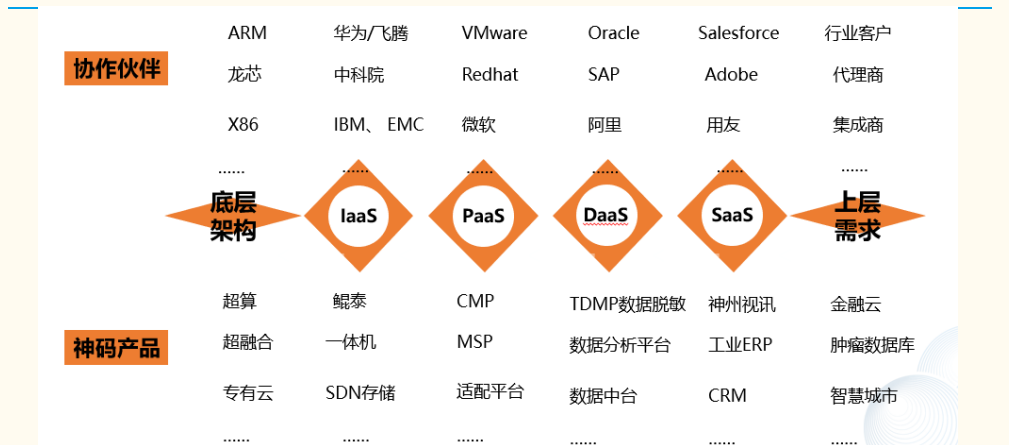 ARM 华为/飞腾 VMware Oracle Salesforce 行业客户
协作伙伴
龙芯 中科院 Redhat SAP Adobe 代理商
X86 IBM、 EMC 微软 阿里 用友 集成商
...... ...... ...... ...... ...... ......
底层
架构
IaaS PaaS DaaS SaaS
上层
需求
超算 鲲泰 CMP TDMP数据脱敏 神州视讯 金融云
神码产品
超融合 一体机 MSP 数据分析平台 工业ERP 肿瘤数据库
专有云 SDN存储 适配平台 数据中台 CRM 智慧城市
...... ...... ...... ...... ...... ......